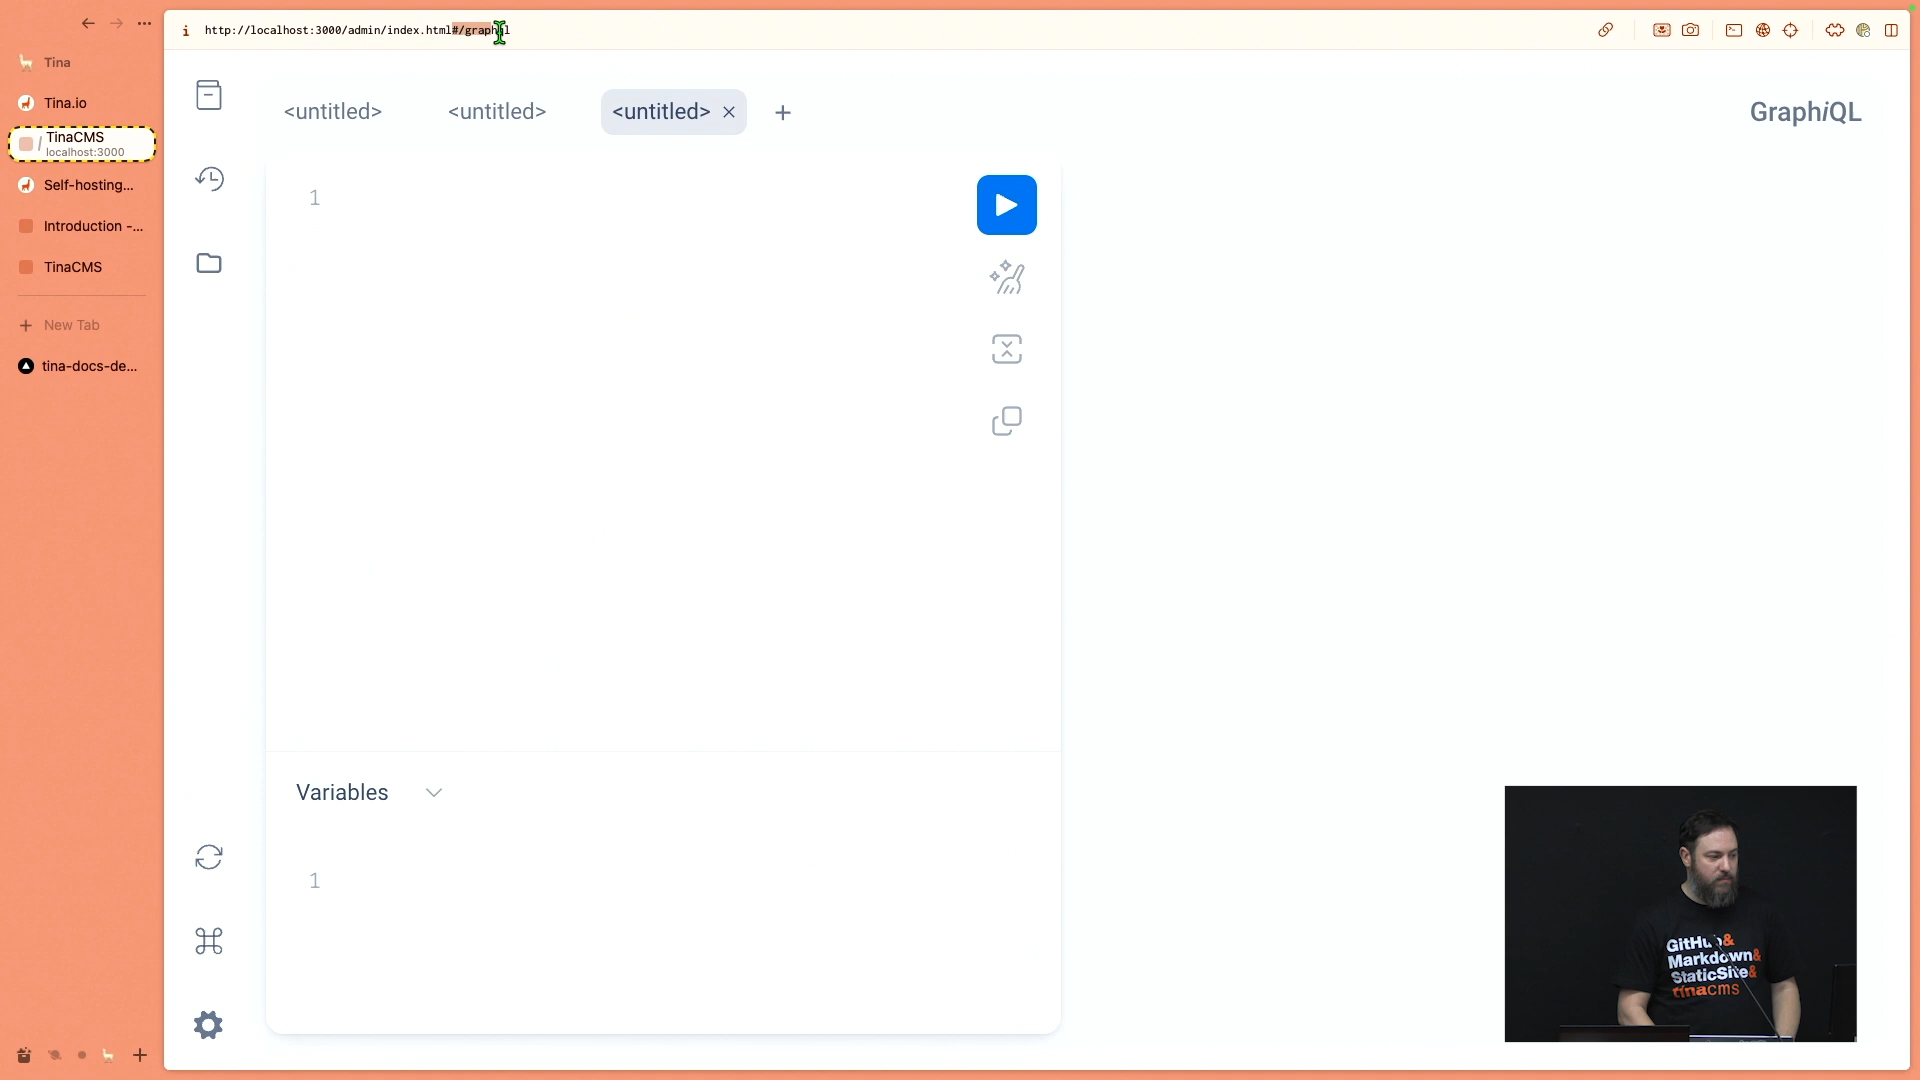 http://localhost:3000/admin/index.html#/graphql
Tina
Tina.io
/ TinaCMS
localhost:3000
Self-hosting...
Introduction -...
TinaCMS
+ New Tab
tina-docs-de...
<untitled>
<untitled>
<untitled>
GraphiQL
1
Variables
1
GitHub&
Markdown&
StaticSite&
tinacms